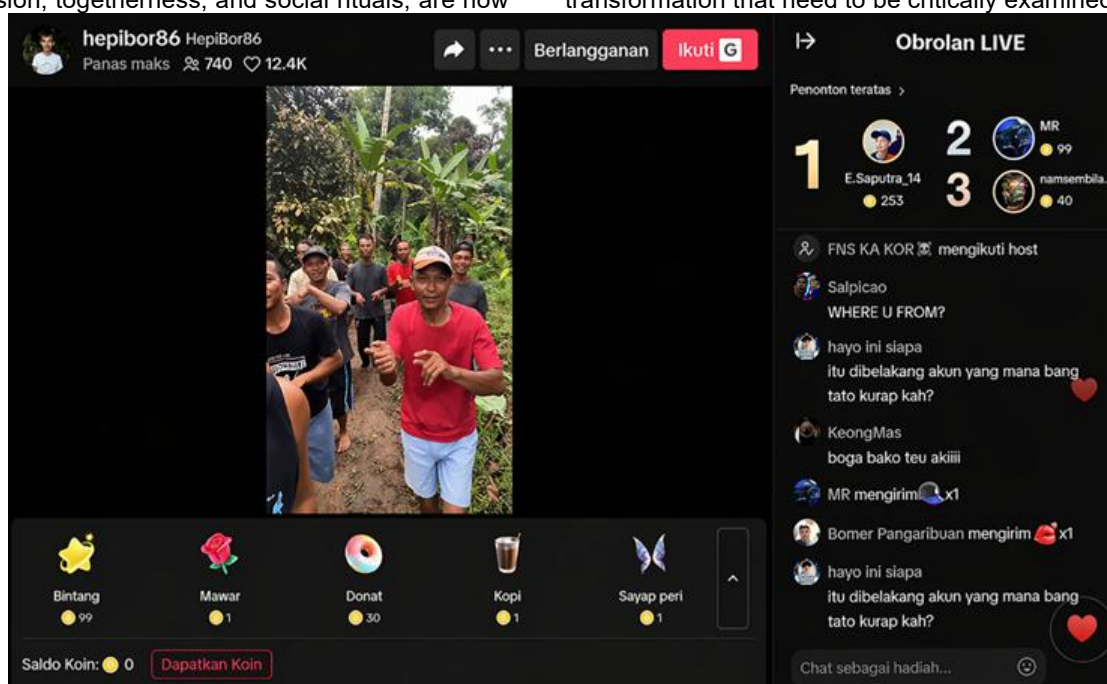 sion, togetherness, and social rituals, are now
transformation that need to be critically examined
hepibor86 HepiBor86
Panas maks 740 12.4K
Berlangganan
Ikuti G
Obrolan LIVE
Penonton teratas >
1
E.Saputra_14
253
2
MR
99
3
namsembila.
40
FNS KA KOR mengikuti host
Salpicao
WHERE U FROM?
hayo ini siapa
itu dibelakang akun yang mana bang
tato kurap kah?
KeongMas
boga bako teu akiiii
MR mengirim x1
Bomer Pangaribuan mengirim x1
hayo ini siapa
itu dibelakang akun yang mana bang
tato kurap kah?
Chat sebagai hadiah...
Bintang
99
Mawar
1
Donat
30
Kopi
1
Sayap peri
1
Saldo Koin: 0
Dapatkan Koin